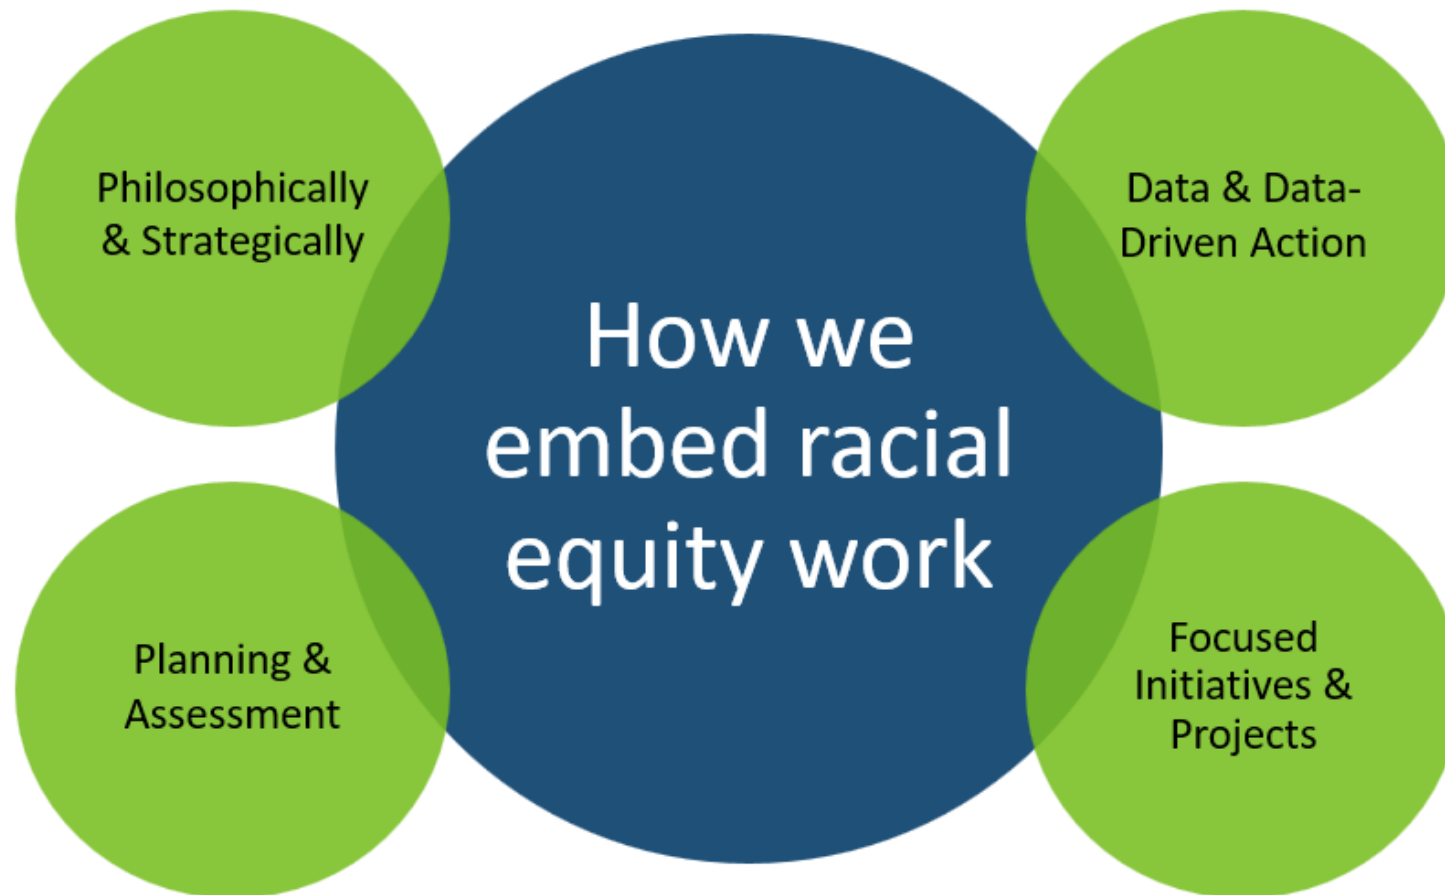 Philosophically
& Strategically
Data & Data-
Driven Action
How we
embed racial
equity work
Planning &
Assessment
Focused
Initiatives &
Projects